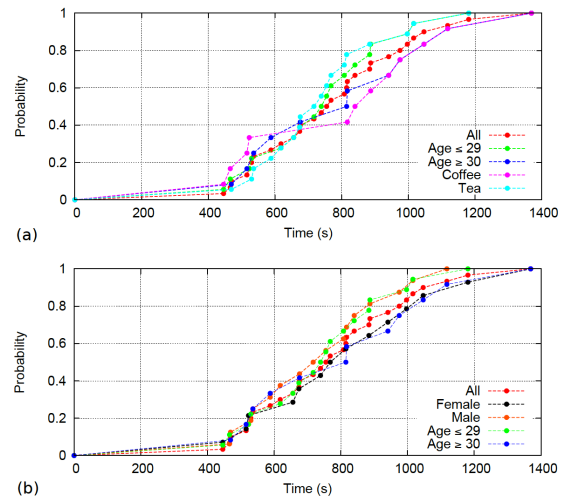 1
0.8
0.6
0.4
0.2
0
Probability
All
Age ≤ 29
Age ≥ 30
Coffee
Tea
0 200 400 600 800 1000 1200 1400
Time (s)
(a)
1
0.8
0.6
0.4
0.2
0
Probability
All
Female
Male
Age ≤ 29
Age ≥ 30
0 200 400 600 800 1000 1200 1400
Time (s)
(b)